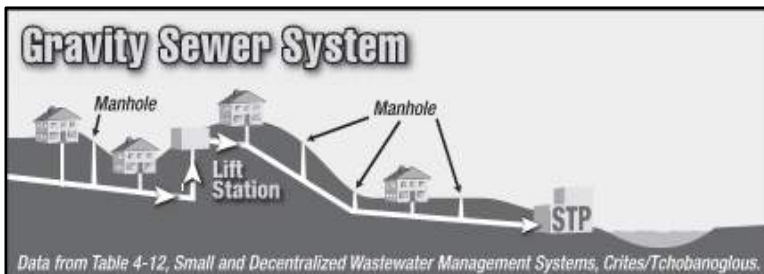 Gravity Sewer System
Manhole
Manhole
Lift
Station
STP
Data from Table 4-12, Small and Decentralized Wastewater Management Systems, Crites/Tchobanoglous.